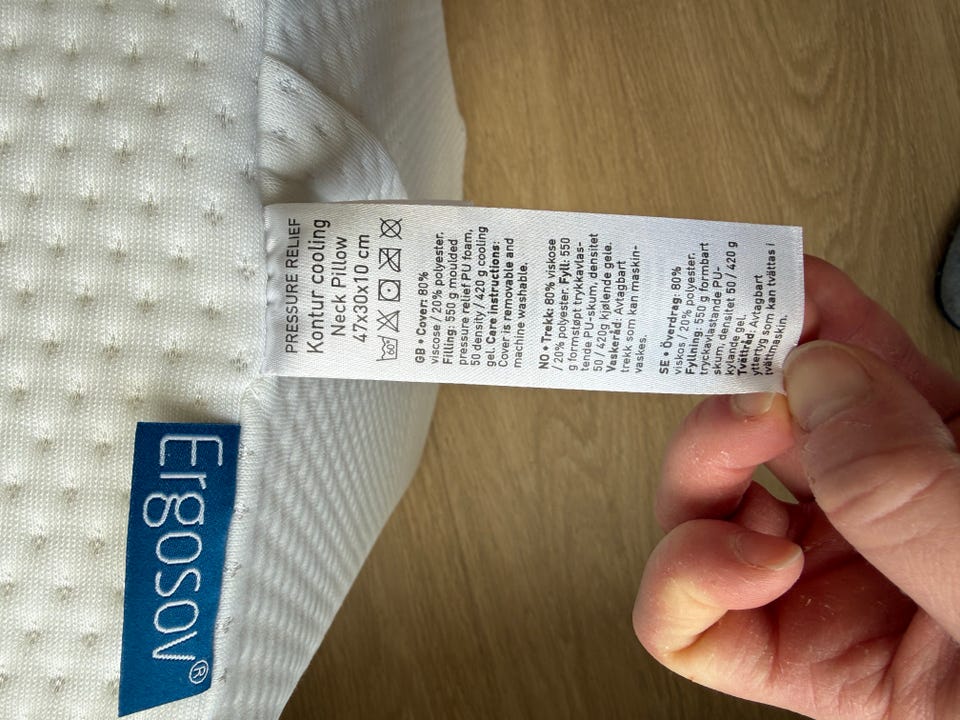 PRESSURE RELIEF
Kontur cooling
Neck Pillow
47x30x10 cm
60°
GB • Cover: 80%
viscose / 20% polyester.
Filling: 550 g moulded
pressure relief PU foam,
50 density / 420 g cooling
gel. Care instructions:
Cover is removable and
machine washable.
NO • Trekk: 80% viskose
/ 20% polyester. Fyll: 550
g formstøpt trykkavlas-
tende PU-skum, densitet
50 / 420g kjølende gele.
Vaskeråd: Avtagbart
trekk som kan maskin-
vaskes.
SE • Överdrag: 80%
viskos / 20% polyester.
Fyllning: 550 g formbart
tryckavlastande PU-
skum, densitet 50 / 420 g
kylande gel.
Tvättråd: Avtagbart
yttertyg som kan tvättas i
tvättmaskin.
Ergosov®